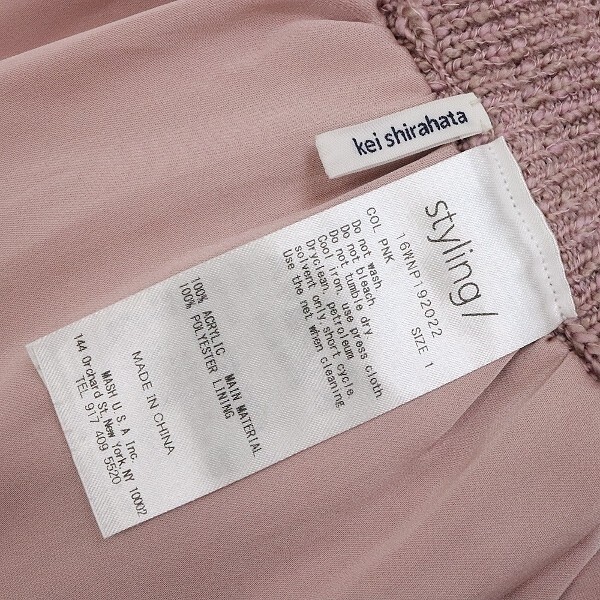 kei shirahata
styling/
16WNP192022
COL PNK SIZE 1
Do not wash
Do not bleach
Do not tumble dry
Cool iron, use press cloth
Dryclean, petroleum
solvent only short cycle
Use the net when cleaning
100% ACRYLIC MAIN MATERIAL
100% POLYESTER LINING
MADE IN CHINA
MASH U S A Inc.
144 Orchard St, New York, NY 10002
TEL 917 409 5520